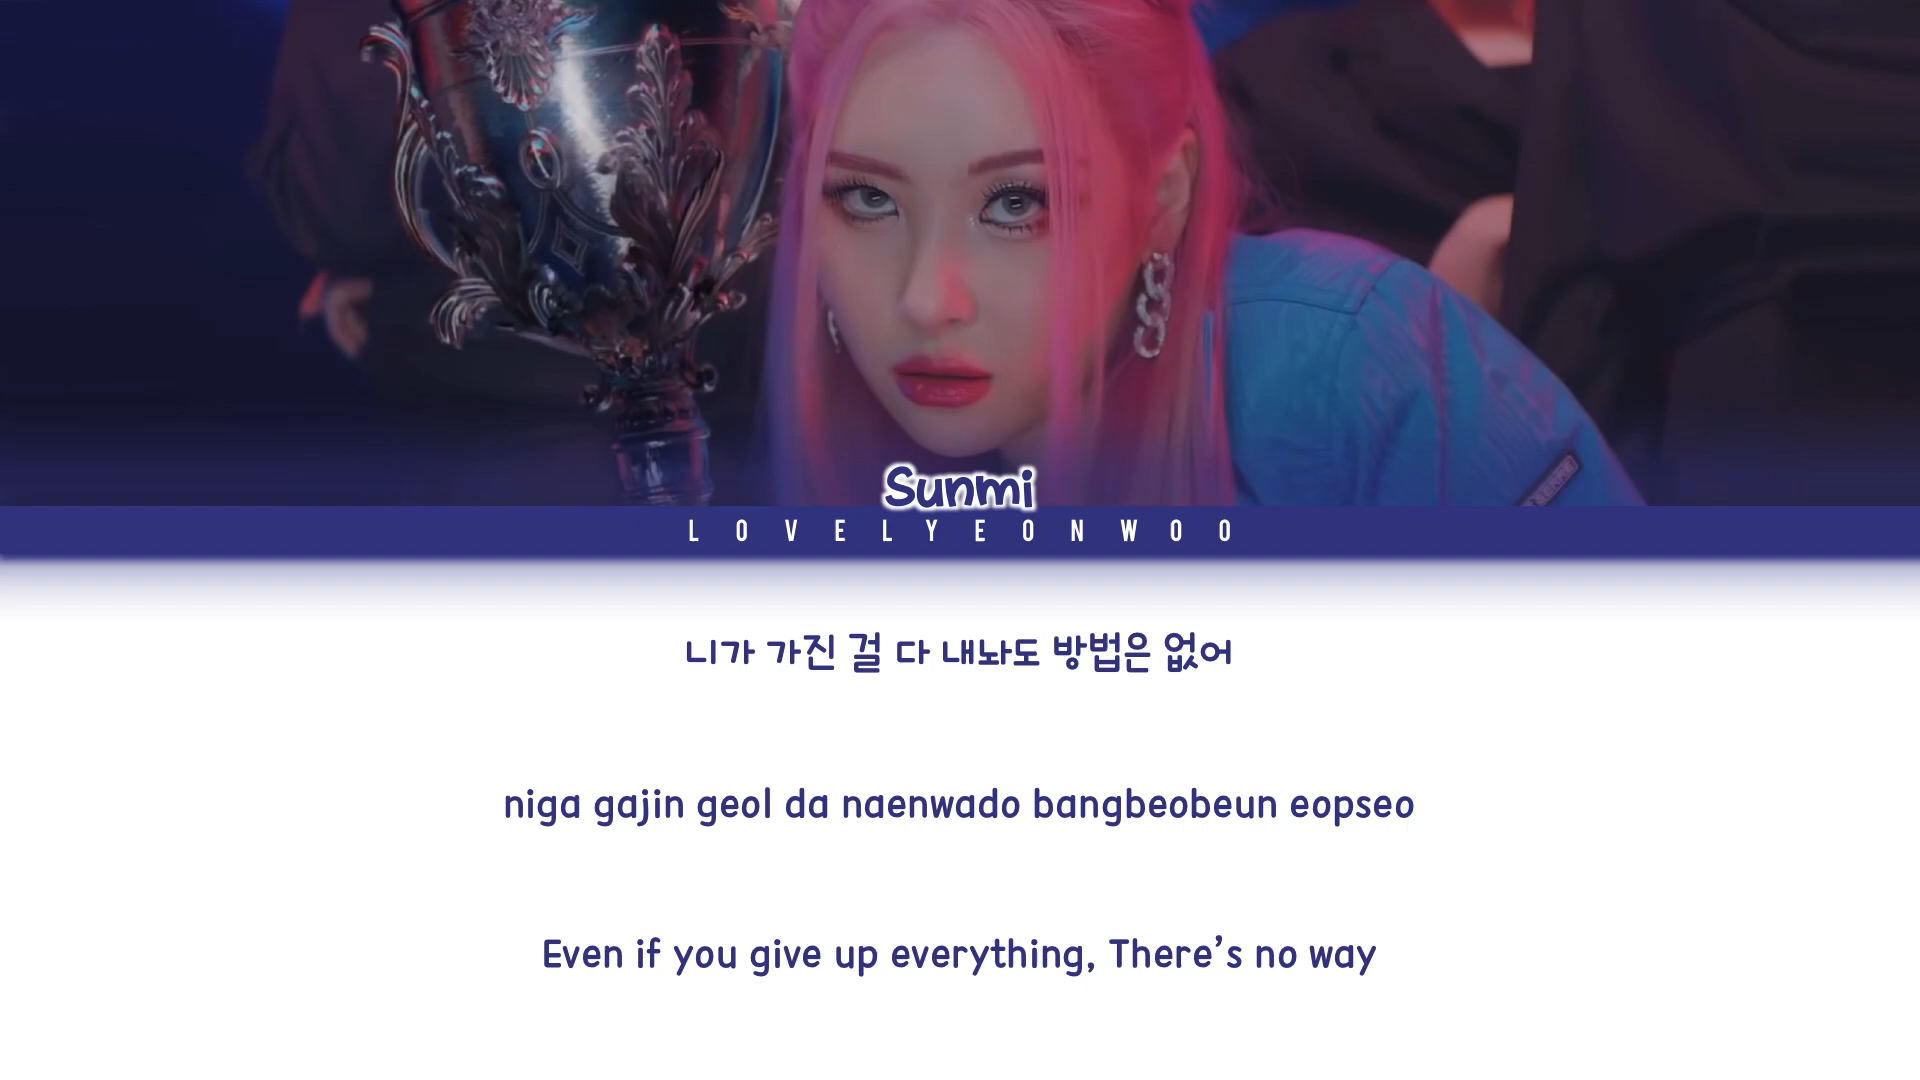 Sunmi
LOVELYEONWOO
니가 가진 걸 다 내놔도 방법은 없어
niga gajin geol da naenwado bangbeobeun eopseo
Even if you give up everything, There’s no way